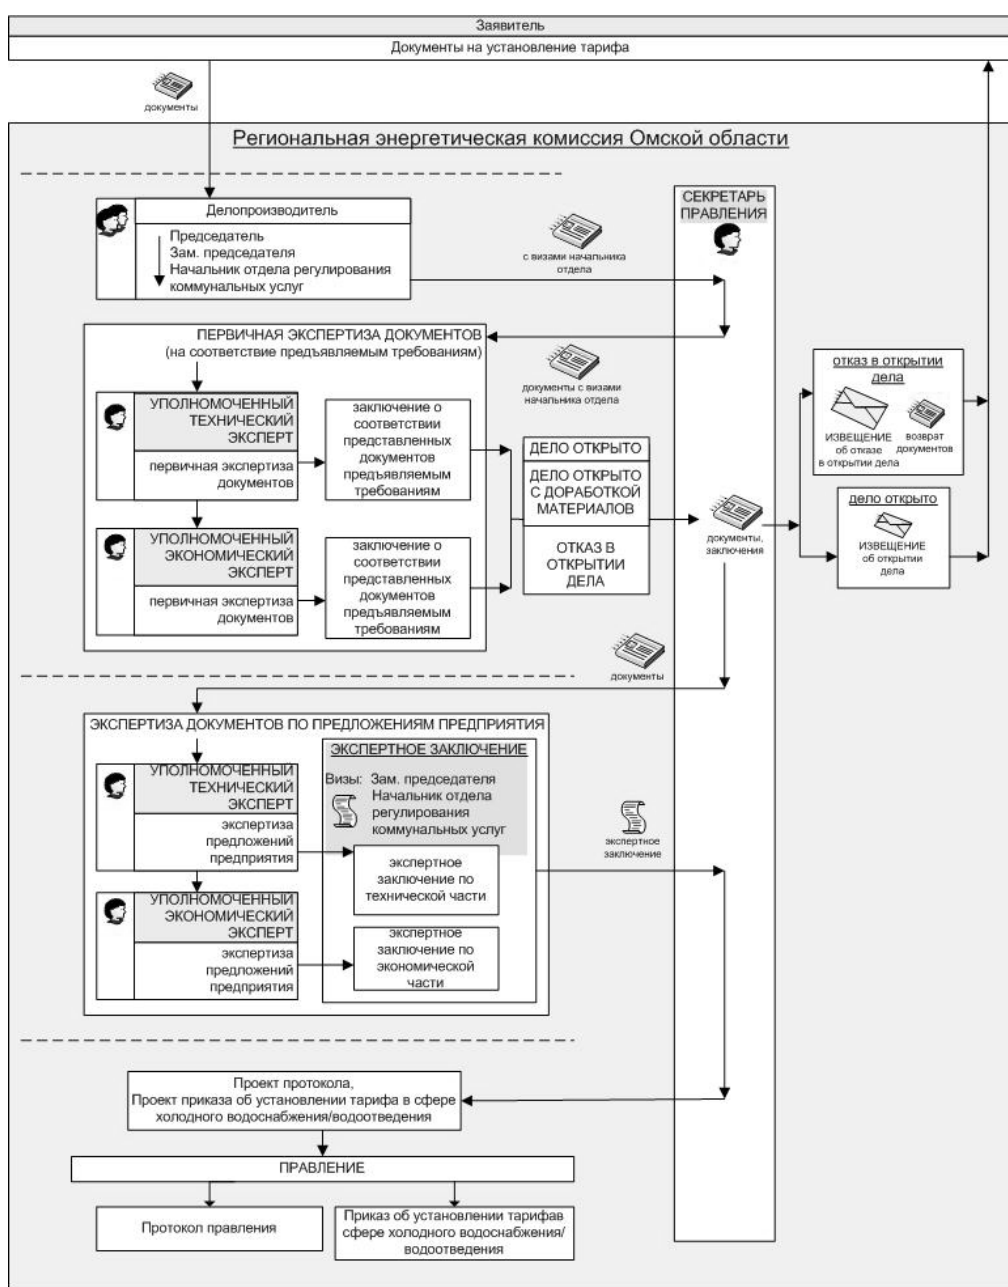 Заявитель
Документы на установление тарифа
документы
Региональная энергетическая комиссия Омской области
Делопроизводитель
Председатель
Зам. председателя
Начальник отдела регулирования
коммунальных услуг
с визами начальника
отдела
СЕКРЕТАРЬ
ПРАВЛЕНИЯ
ПЕРВИЧНАЯ ЭКСПЕРТИЗА ДОКУМЕНТОВ
(на соответствие предъявляемым требованиям)
документы с визами
начальника отдела
УПОЛНОМОЧЕННЫЙ
ТЕХНИЧЕСКИЙ
ЭКСПЕРТ
первичная экспертиза
документов
заключение о
соответствии
представленных
документов
предъявляемым
требованиям
УПОЛНОМОЧЕННЫЙ
ЭКОНОМИЧЕСКИЙ
ЭКСПЕРТ
первичная экспертиза
документов
заключение о
соответствии
представленных
документов
предъявляемым
требованиям
ДЕЛО ОТКРЫТО
ДЕЛО ОТКРЫТО
С ДОРАБОТКОЙ
МАТЕРИАЛОВ
ОТКАЗ В
ОТКРЫТИИ
ДЕЛА
документы,
заключения
отказ в открытии
дела
ИЗВЕЩЕНИЕ
об отказе
в открытии дела
возврат
документов
дело открыто
ИЗВЕЩЕНИЕ
об открытии
дела
документы
ЭКСПЕРТИЗА ДОКУМЕНТОВ ПО ПРЕДЛОЖЕНИЯМ ПРЕДПРИЯТИЯ
УПОЛНОМОЧЕННЫЙ
ТЕХНИЧЕСКИЙ
ЭКСПЕРТ
экспертиза
предложений
предприятия
УПОЛНОМОЧЕННЫЙ
ЭКОНОМИЧЕСКИЙ
ЭКСПЕРТ
экспертиза
предложений
предприятия
ЭКСПЕРТНОЕ ЗАКЛЮЧЕНИЕ
Визы: Зам. председателя
Начальник отдела
регулирования
коммунальных услуг
экспертное
заключение по
технической части
экспертное
заключение по
экономической
части
экспертное
заключение
Проект протокола,
Проект приказа об установлении тарифа в сфере
холодного водоснабжения/водоотведения
ПРАВЛЕНИЕ
Протокол правления
Приказ об установлении тарифав
сфере холодного водоснабжения/
водоотведения